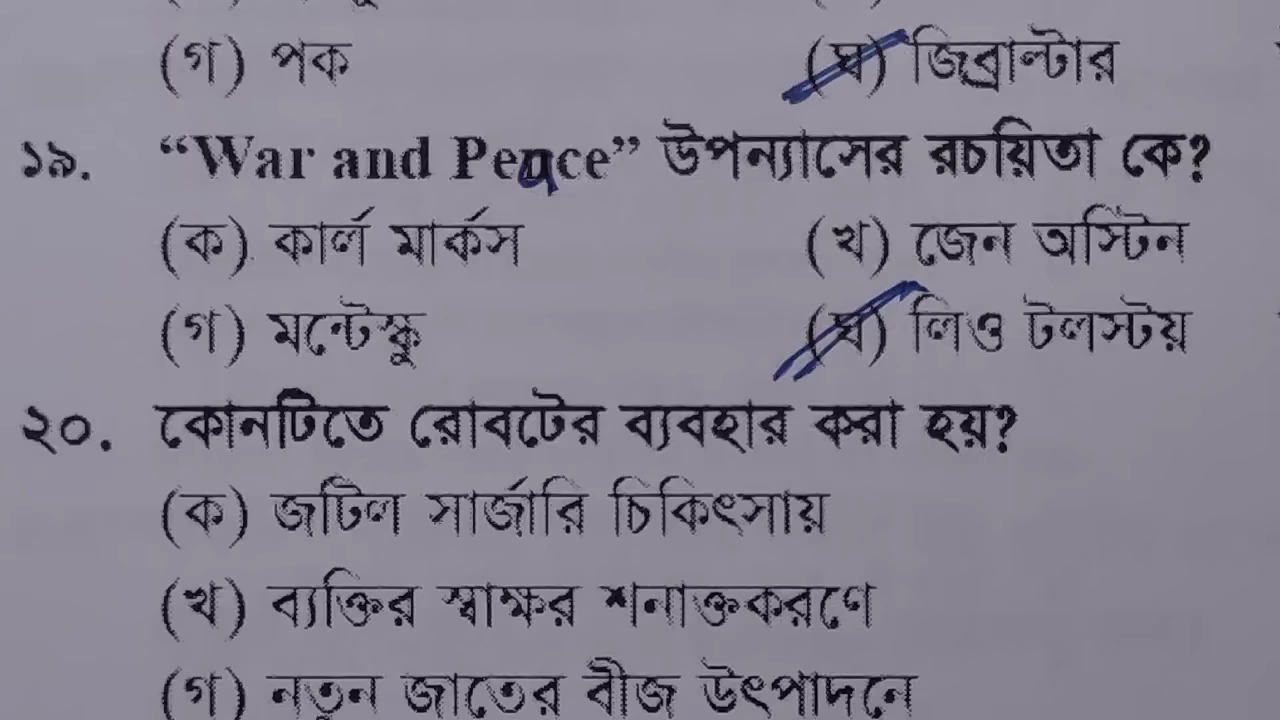 (গ) পক (ঘ) জিব্রাল্টার
১৯. “War and Peace” উপন্যাসের রচয়িতা কে?
(ক) কার্ল মার্কস (খ) জেন অস্টিন
(গ) মন্টেস্কু (ঘ) লিও টলস্টয়
২০. কোনটিতে রোবটের ব্যবহার করা হয়?
(ক) জটিল সার্জারি চিকিৎসায়
(খ) ব্যক্তির স্বাক্ষর শনাক্তকরণে
(গ) নতুন জাতের বীজ উৎপাদনে